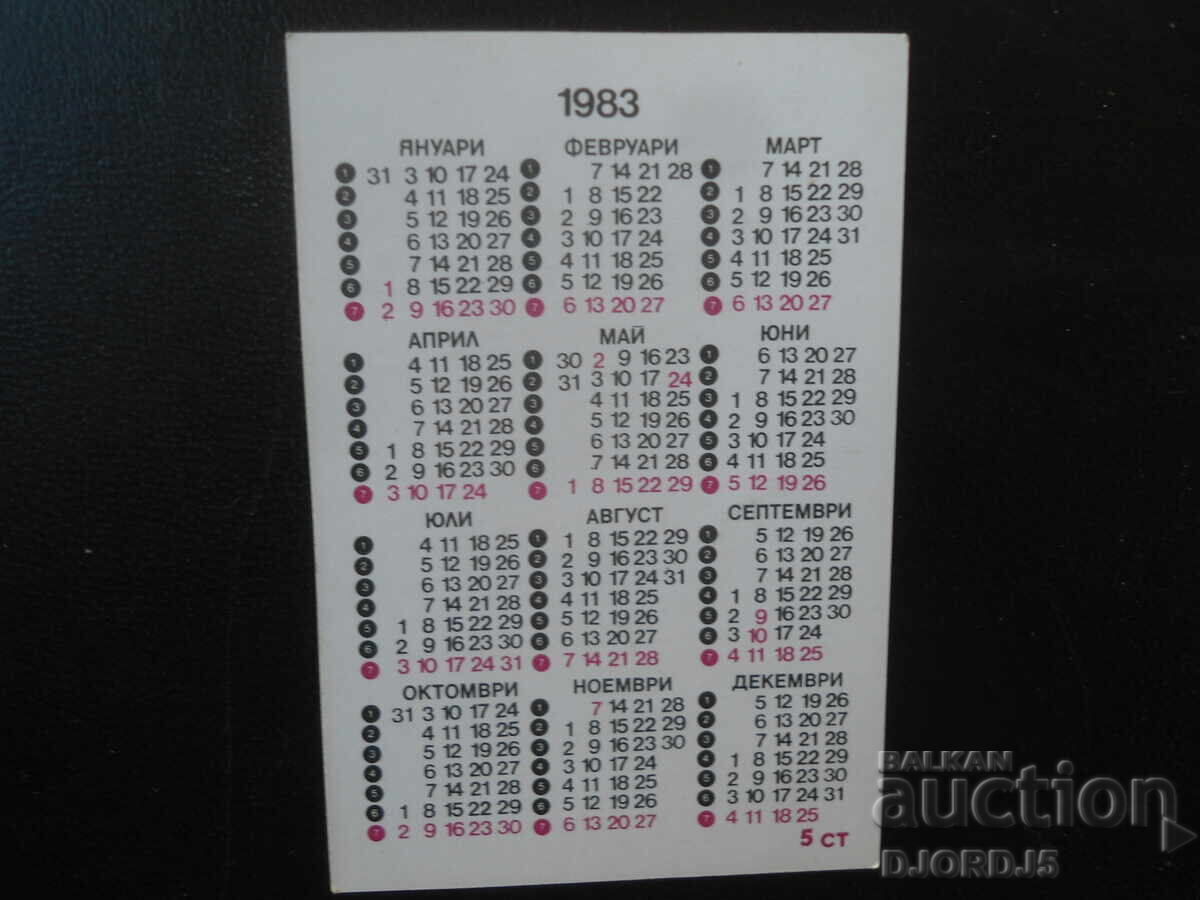 1983
ЯНУАРИ ФЕВРУАРИ МАРТ
1 31 3 10 17 24 1 7 14 21 28 1 7 14 21 28
2 4 11 18 25 2 1 8 15 22 2 1 8 15 22 29
3 5 12 19 26 3 2 9 16 23 3 2 9 16 23 30
4 6 13 20 27 4 3 10 17 24 4 3 10 17 24 31
5 7 14 21 28 5 4 11 18 25 5 4 11 18 25
6 1 8 15 22 29 6 5 12 19 26 6 5 12 19 26
7 2 9 16 23 30 7 6 13 20 27 7 6 13 20 27
АПРИЛ МАЙ ЮНИ
1 4 11 18 25 1 30 2 9 16 23 1 6 13 20 27
2 5 12 19 26 2 31 3 10 17 24 2 7 14 21 28
3 6 13 20 27 3 4 11 18 25 3 1 8 15 22 29
4 7 14 21 28 4 5 12 19 26 4 2 9 16 23 30
5 1 8 15 22 29 5 6 13 20 27 5 3 10 17 24
6 2 9 16 23 30 6 7 14 21 28 6 4 11 18 25
7 3 10 17 24 7 1 8 15 22 29 7 5 12 19 26
ЮЛИ АВГУСТ СЕПТЕМВРИ
1 4 11 18 25 1 1 8 15 22 29 1 5 12 19 26
2 5 12 19 26 2 2 9 16 23 30 2 6 13 20 27
3 6 13 20 27 3 3 10 17 24 31 3 7 14 21 28
4 7 14 21 28 4 4 11 18 25 4 1 8 15 22 29
5 1 8 15 22 29 5 5 12 19 26 5 2 9 16 23 30
6 2 9 16 23 30 6 6 13 20 27 6 3 10 17 24
7 3 10 17 24 31 7 7 14 21 28 7 4 11 18 25
ОКТОМВРИ НОЕМВРИ ДЕКЕМВРИ
1 31 3 10 17 24 1 7 14 21 28 1 5 12 19 26
2 4 11 18 25 2 1 8 15 22 29 2 6 13 20 27
3 5 12 19 26 3 2 9 16 23 30 3 7 14 21 28
4 6 13 20 27 4 3 10 17 24 4 1 8 15 22 29
5 7 14 21 28 5 4 11 18 25 5 2 9 16 23 30
6 1 8 15 22 29 6 5 12 19 26 6 3 10 17 24 31
7 2 9 16 23 30 7 6 13 20 27 7 4 11 18 25
5 СТ
BALKAN
auction
DJORDJ5